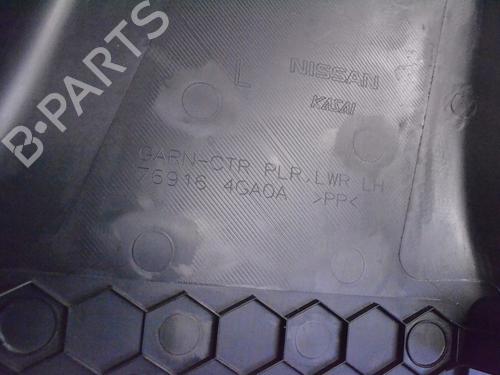 B-PARTS
L NISSAN
KASAI
GARN-CTR PLR, LWR LH
76916 4GA0A >PP<